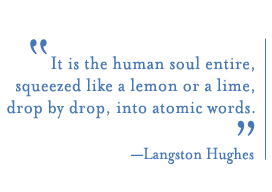 “It is the human soul entire,
squeezed like a lemon or a lime,
drop by drop, into atomic words.
”
—Langston Hughes